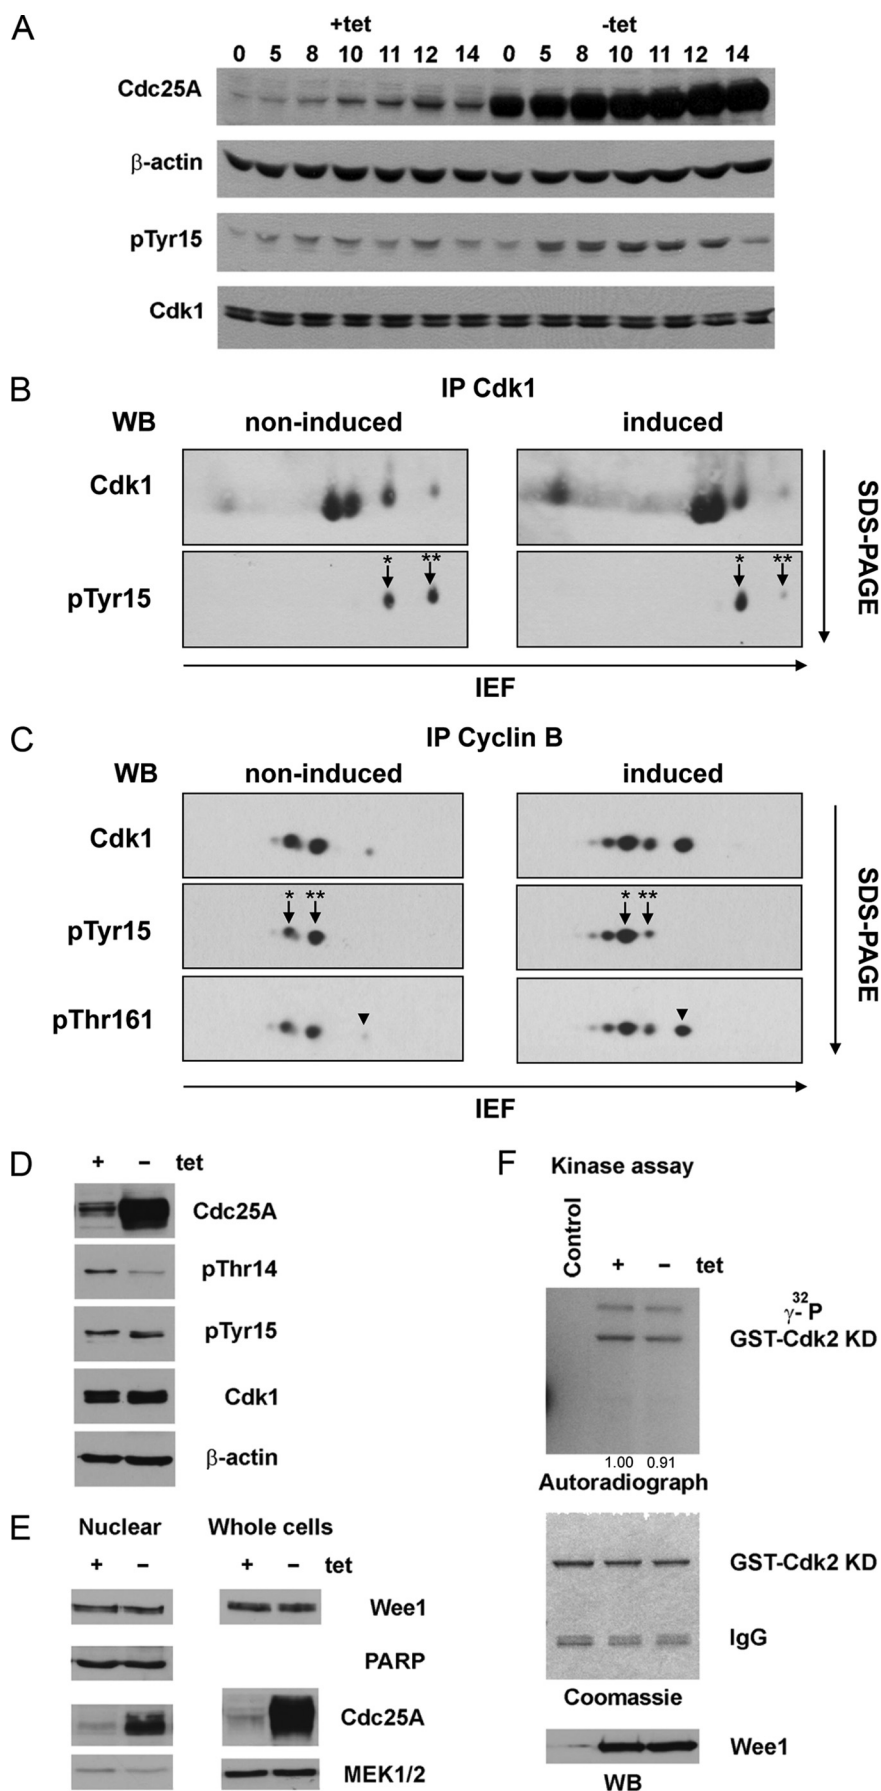 A
+tet -tet
0 5 8 10 11 12 14 0 5 8 10 11 12 14
Cdc25A
β-actin
pTyr15
Cdk1
B
IP Cdk1
WB non-induced induced
Cdk1
* ** * **
pTyr15
SDS-PAGE
IEF
C
IP Cyclin B
WB non-induced induced
Cdk1
* ** * **
pTyr15
pThr161
SDS-PAGE
IEF
D
+ − tet
Cdc25A
pThr14
pTyr15
Cdk1
β-actin
E
Nuclear Whole cells
+ − + − tet
Wee1
PARP
Cdc25A
MEK1/2
F
Kinase assay
Control + − tet
γ-³²P
GST-Cdk2 KD
1.00 0.91
Autoradiograph
GST-Cdk2 KD
IgG
Coomassie
Wee1
WB